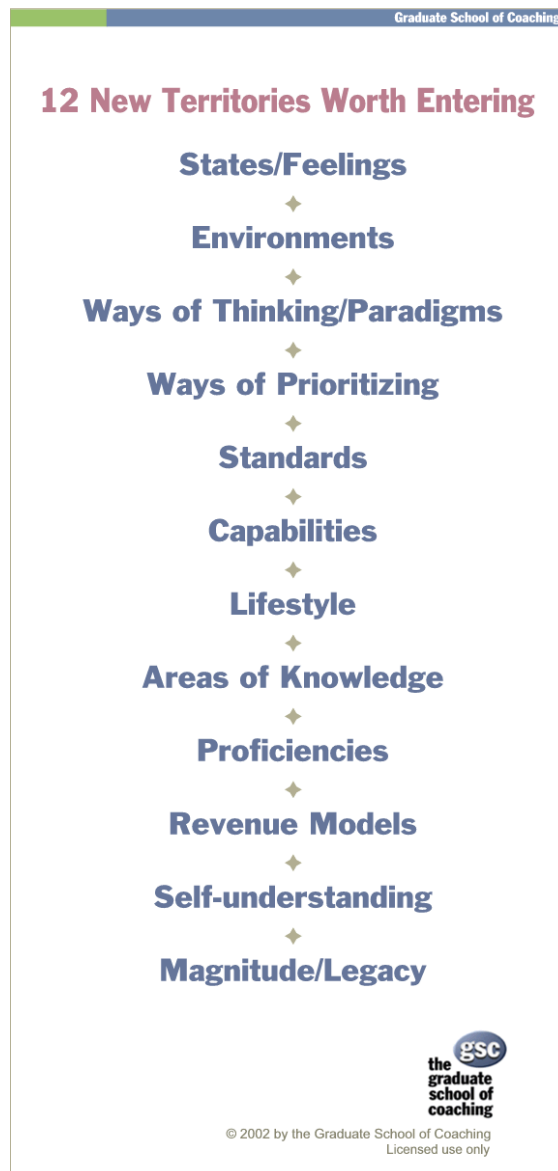 Graduate School of Coaching
12 New Territories Worth Entering
States/Feelings
Environments
Ways of Thinking/Paradigms
Ways of Prioritizing
Standards
Capabilities
Lifestyle
Areas of Knowledge
Proficiencies
Revenue Models
Self-understanding
Magnitude/Legacy
gsc
the
graduate
school of
coaching
© 2002 by the Graduate School of Coaching
Licensed use only